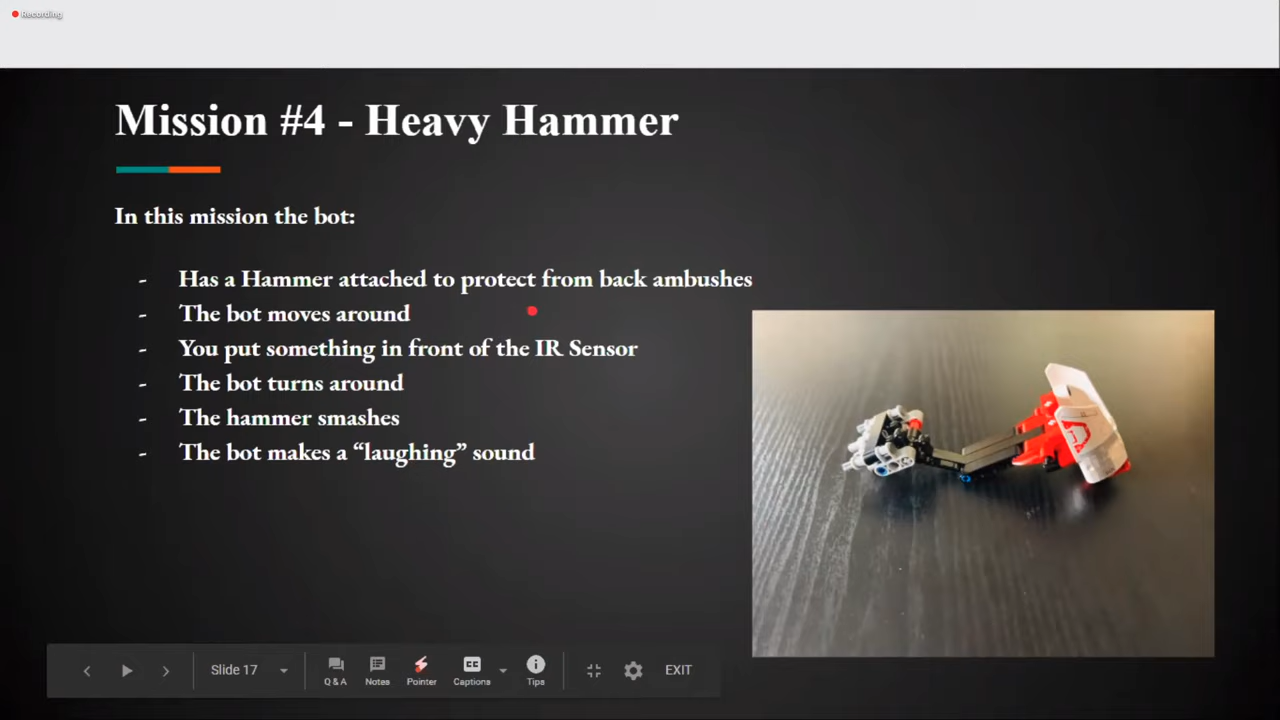 Recording
Mission #4 - Heavy Hammer
In this mission the bot:
- Has a Hammer attached to protect from back ambushes
- The bot moves around
- You put something in front of the IR Sensor
- The bot turns around
- The hammer smashes
- The bot makes a “laughing” sound
Slide 17
Q & A
Notes
Pointer
CC
Captions
Tips
EXIT